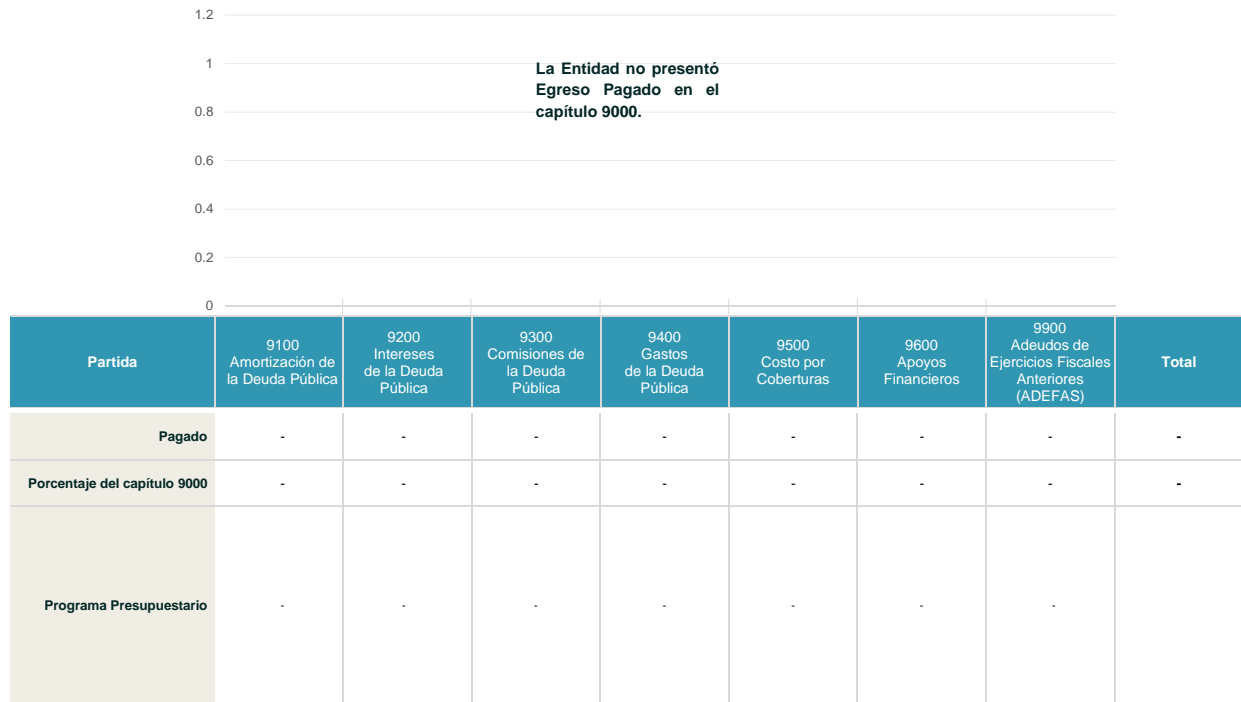 1.2
1
La Entidad no presentó
Egreso Pagado en el
capítulo 9000.
0.8
0.6
0.4
0.2
0
Partida
9100
Amortización de
la Deuda Pública
9200
Intereses
de la Deuda
Pública
9300
Comisiones de
la Deuda
Pública
9400
Gastos
de la Deuda
Pública
9500
Costo por
Coberturas
9600
Apoyos
Financieros
9900
Adeudos de
Ejercicios Fiscales
Anteriores
(ADEFAS)
Total
Pagado - - - - - - - -
Porcentaje del capítulo 9000 - - - - - - - -
Programa Presupuestario - - - - - - -